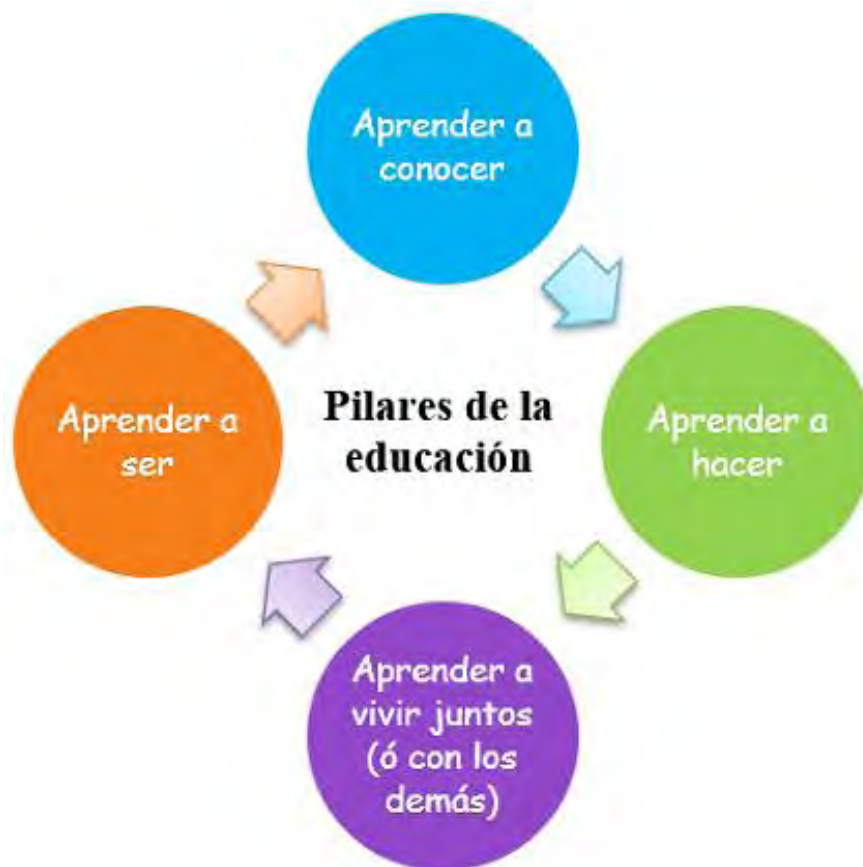 Aprender a
conocer
Aprender a
ser
Pilares de la
educación
Aprender a
hacer
Aprender a
vivir juntos
(ó con los
demás)